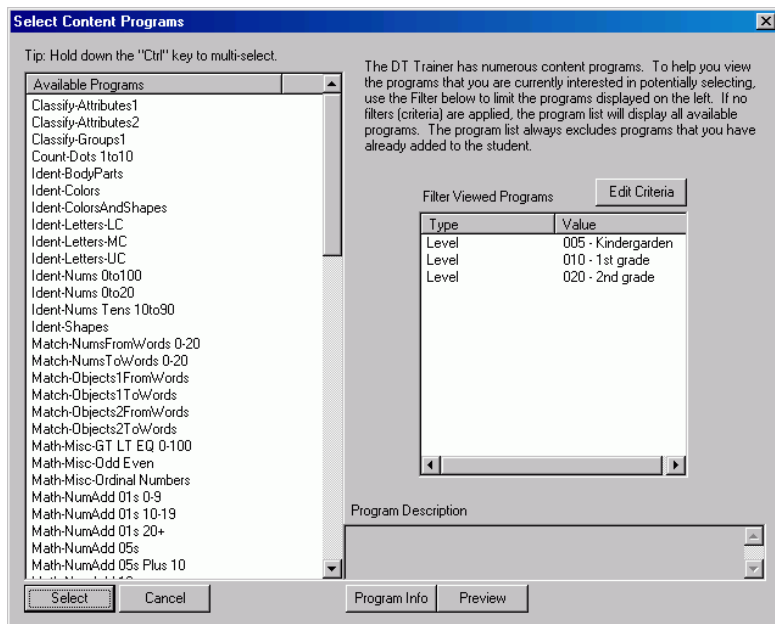 Select Content Programs
Tip: Hold down the "Ctrl" key to multi-select.
Available Programs
Classify-Attributes1
Classify-Attributes2
Classify-Groups1
Count-Dots 1to10
Ident-BodyParts
Ident-Colors
Ident-ColorsAndShapes
Ident-Letters-LC
Ident-Letters-MC
Ident-Letters-UC
Ident-Nums 0to100
Ident-Nums 0to20
Ident-Nums Tens 10to90
Ident-Shapes
Match-NumsFromWords 0-20
Match-NumsToWords 0-20
Match-Objects1FromWords
Match-Objects1ToWords
Match-Objects2FromWords
Match-Objects2ToWords
Math-Misc-GT LT EQ 0-100
Math-Misc-Odd Even
Math-Misc-Ordinal Numbers
Math-NumAdd 01s 0-9
Math-NumAdd 01s 10-19
Math-NumAdd 01s 20+
Math-NumAdd 05s
Math-NumAdd 05s Plus 10
Select
Cancel
The DT Trainer has numerous content programs. To help you view
the programs that you are currently interested in potentially selecting,
use the Filter below to limit the programs displayed on the left. If no
filters (criteria) are applied, the program list will display all available
programs. The program list always excludes programs that you have
already added to the student.
Filter Viewed Programs
Edit Criteria
Type Value
Level 005 - Kindergarden
Level 010 - 1st grade
Level 020 - 2nd grade
Program Description
Program Info
Preview